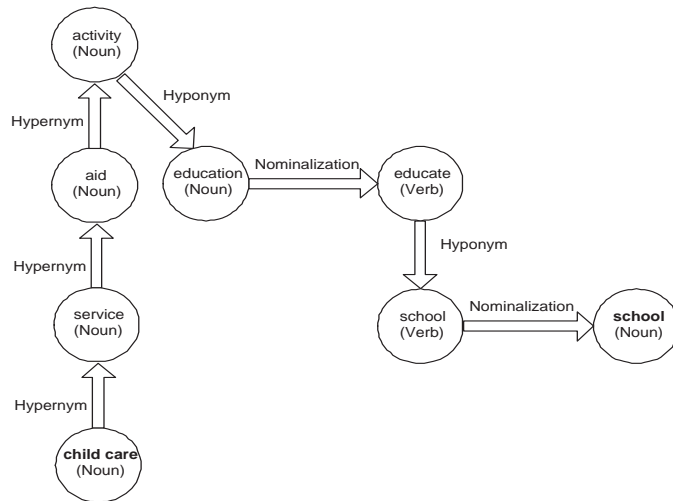 activity
(Noun)
Hyponym
Hypernym
aid
(Noun)
education
(Noun)
Nominalization
educate
(Verb)
Hypernym
Hyponym
service
(Noun)
school
(Verb)
Nominalization
school
(Noun)
Hypernym
child care
(Noun)